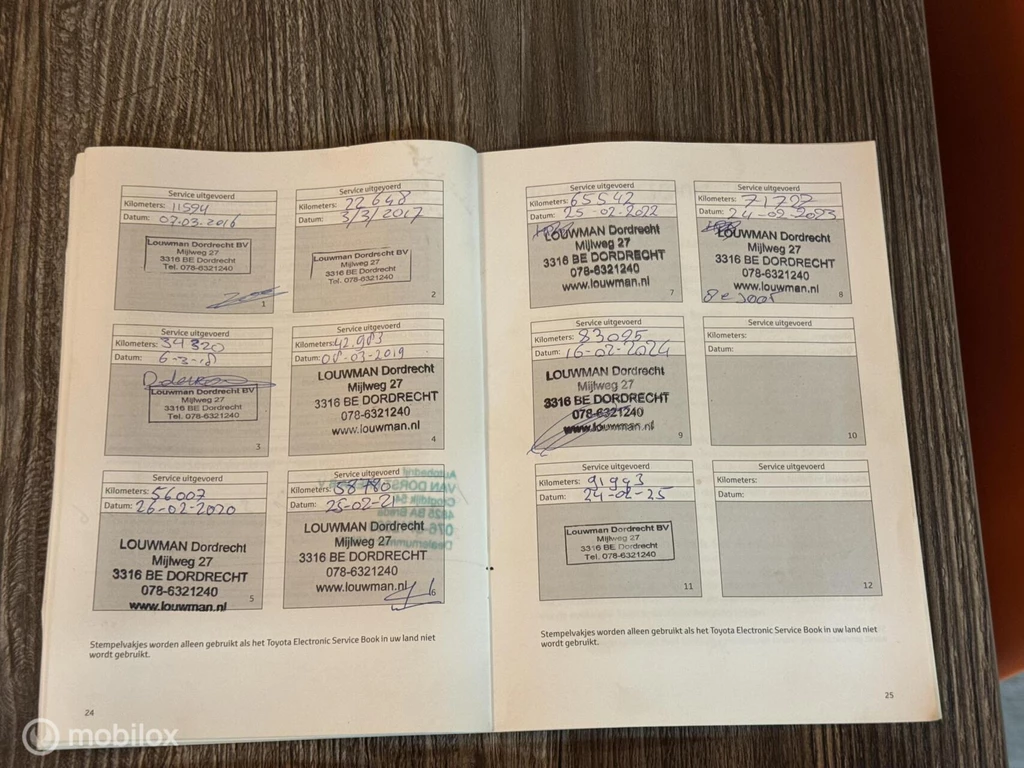 Service uitgevoerd
Kilometers: 11594
Datum: 07.03.2016
Louwman Dordrecht BV
Mijlweg 27
3316 BE Dordrecht
Tel. 078-6321240
1
Service uitgevoerd
Kilometers: 22648
Datum: 3/3/2017
Louwman Dordrecht BV
Mijlweg 27
3316 BE Dordrecht
Tel. 078-6321240
2
Service uitgevoerd
Kilometers: 34320
Datum: 6-3-18
Louwman Dordrecht BV
Mijlweg 27
3316 BE Dordrecht
Tel. 078-6321240
3
Service uitgevoerd
Kilometers: 42.983
Datum: 08-03-2019
LOUWMAN Dordrecht
Mijlweg 27
3316 BE DORDRECHT
078-6321240
www.louwman.nl
4
Service uitgevoerd
Kilometers: 56007
Datum: 26-02-2020
LOUWMAN Dordrecht
Mijlweg 27
3316 BE DORDRECHT
078-6321240
www.louwman.nl
5
Service uitgevoerd
Kilometers: 58780
Datum: 25-02-21
LOUWMAN Dordrecht
Mijlweg 27
3316 BE DORDRECHT
078-6321240
www.louwman.nl
6
Stempelvakjes worden alleen gebruikt als het Toyota Electronic Service Book in uw land niet
wordt gebruikt.
24
Service uitgevoerd
Kilometers: 65542
Datum: 25-02-2022
LOUWMAN Dordrecht
Mijlweg 27
3316 BE DORDRECHT
078-6321240
www.louwman.nl
7
Service uitgevoerd
Kilometers: 71727
Datum: 24-02-2023
LOUWMAN Dordrecht
Mijlweg 27
3316 BE DORDRECHT
078-6321240
www.louwman.nl
8
Service uitgevoerd
Kilometers: 83095
Datum: 16-02-2024
LOUWMAN Dordrecht
Mijlweg 27
3316 BE DORDRECHT
078-6321240
www.louwman.nl
9
Service uitgevoerd
Kilometers:
Datum:
10
Service uitgevoerd
Kilometers: 91943
Datum: 24-02-25
Louwman Dordrecht BV
Mijlweg 27
3316 BE Dordrecht
Tel. 078-6321240
11
Service uitgevoerd
Kilometers:
Datum:
12
Stempelvakjes worden alleen gebruikt als het Toyota Electronic Service Book in uw land niet
wordt gebruikt.
25
mobilox